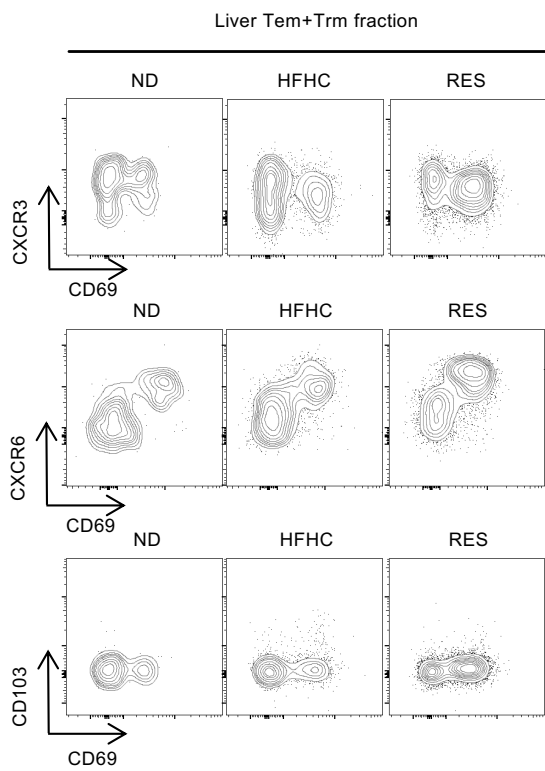 Liver Tem+Trm fraction
ND HFHC RES
CXCR3
CD69
ND HFHC RES
CXCR6
CD69
ND HFHC RES
CD103
CD69